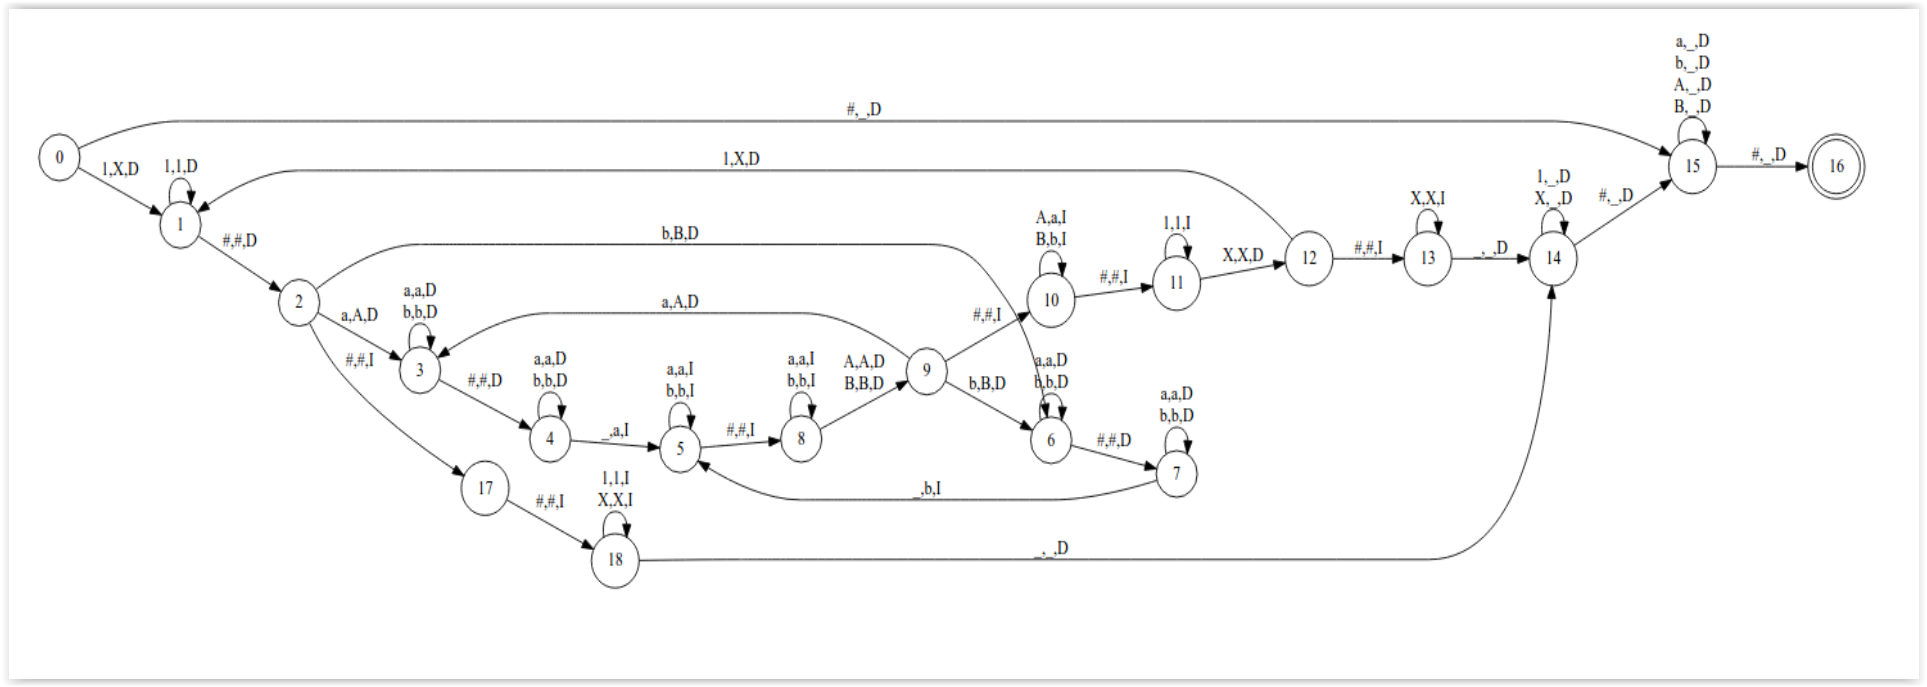 a,_,D
b,_,D
A,_,D
B,_,D
#,_,D
0
1,X,D
1,1,D
1
1,X,D
15
#,_,D
16
1,_,D
X,_,D
#,_,D
X,X,I
A,a,I
B,b,I
1,1,I
#,#,D
b,B,D
X,X,D
12
#,#,I
13
_,_,D
14
#,#,I
11
10
2
a,a,D
b,b,D
a,A,D
a,A,D
#,#,I
#,#,I
3
#,#,D
a,a,D
b,b,D
a,a,I
b,b,I
a,a,I
b,b,I
A,A,D
B,B,D
9
b,B,D
a,a,D
b,b,D
a,a,D
b,b,D
4
_,a,I
5
#,#,I
8
6
#,#,D
7
_,b,I
17
#,#,I
1,1,I
X,X,I
18
_,_,D